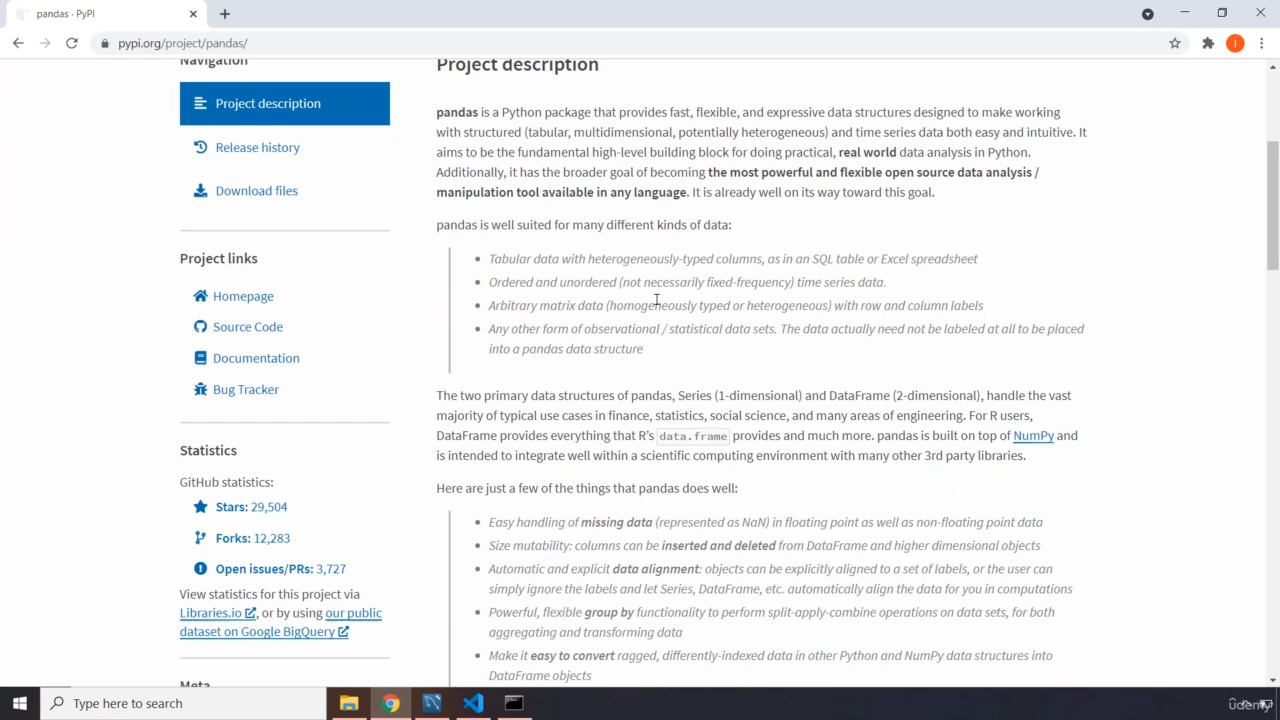 pandas · PyPI
pypi.org/project/pandas/
I
Navigation
Project description
Release history
Download files
Project links
Homepage
Source Code
Documentation
Bug Tracker
Statistics
GitHub statistics:
Stars: 29,504
Forks: 12,283
Open issues/PRs: 3,727
View statistics for this project via
Libraries.io, or by using our public
dataset on Google BigQuery
Meta
Project description
pandas is a Python package that provides fast, flexible, and expressive data structures designed to make working
with structured (tabular, multidimensional, potentially heterogeneous) and time series data both easy and intuitive. It
aims to be the fundamental high-level building block for doing practical, real world data analysis in Python.
Additionally, it has the broader goal of becoming the most powerful and flexible open source data analysis /
manipulation tool available in any language. It is already well on its way toward this goal.
pandas is well suited for many different kinds of data:
• Tabular data with heterogeneously-typed columns, as in an SQL table or Excel spreadsheet
• Ordered and unordered (not necessarily fixed-frequency) time series data.
• Arbitrary matrix data (homogeneously typed or heterogeneous) with row and column labels
• Any other form of observational / statistical data sets. The data actually need not be labeled at all to be placed
into a pandas data structure
The two primary data structures of pandas, Series (1-dimensional) and DataFrame (2-dimensional), handle the vast
majority of typical use cases in finance, statistics, social science, and many areas of engineering. For R users,
DataFrame provides everything that R’s data.frame provides and much more. pandas is built on top of NumPy and
is intended to integrate well within a scientific computing environment with many other 3rd party libraries.
Here are just a few of the things that pandas does well:
• Easy handling of missing data (represented as NaN) in floating point as well as non-floating point data
• Size mutability: columns can be inserted and deleted from DataFrame and higher dimensional objects
• Automatic and explicit data alignment: objects can be explicitly aligned to a set of labels, or the user can
simply ignore the labels and let Series, DataFrame, etc. automatically align the data for you in computations
• Powerful, flexible group by functionality to perform split-apply-combine operations on data sets, for both
aggregating and transforming data
• Make it easy to convert ragged, differently-indexed data in other Python and NumPy data structures into
DataFrame objects
Type here to search
udemy